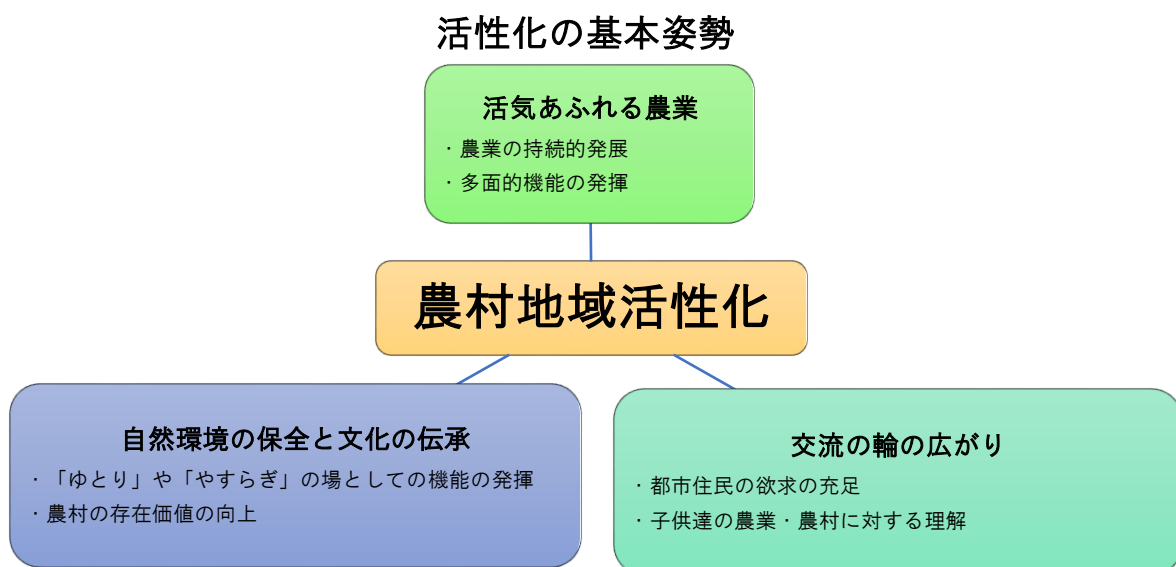 活性化の基本姿勢
活気あふれる農業
・農業の持続的発展
・多面的機能の発揮
農村地域活性化
自然環境の保全と文化の伝承
・「ゆとり」や「やすらぎ」の場としての機能の発揮
・農村の存在価値の向上
交流の輪の広がり
・都市住民の欲求の充足
・子供達の農業・農村に対する理解